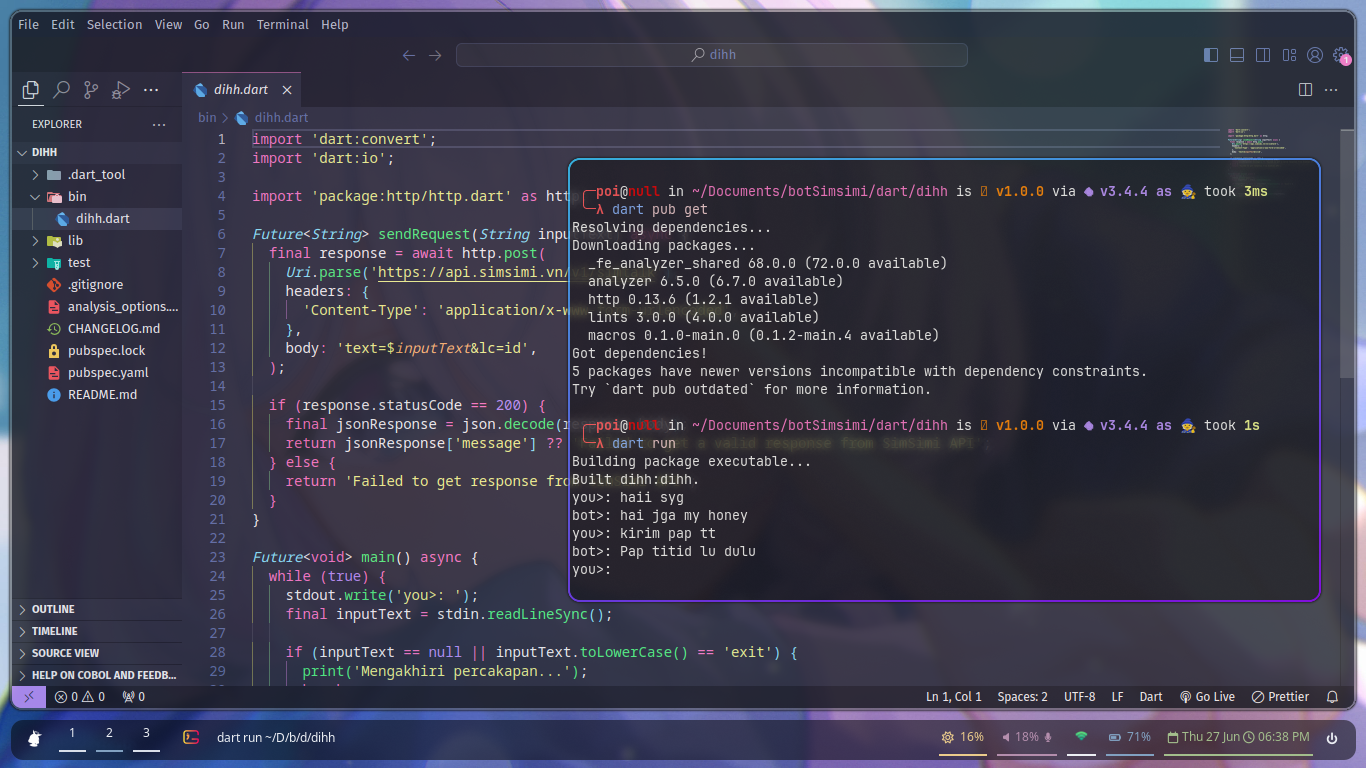 File Edit Selection View Go Run Terminal Help
dihh
1
dihh.dart
EXPLORER
bin > dihh.dart
DIHH
.dart_tool
bin
dihh.dart
lib
test
.gitignore
analysis_options....
CHANGELOG.md
pubspec.lock
pubspec.yaml
README.md
OUTLINE
TIMELINE
SOURCE VIEW
HELP ON COBOL AND FEEDB...
1 import 'dart:convert';
2 import 'dart:io';
3
4 import 'package:http/http.dart' as http
5
6 Future<String> sendRequest(String inpu
7 final response = await http.post(
8 Uri.parse('https://api.simsimi.vn/
9 headers: {
10 'Content-Type': 'application/x-w
11 },
12 body: 'text=$inputText&lc=id',
13 );
14
15 if (response.statusCode == 200) {
16 final jsonResponse = json.decode(re
17 return jsonResponse['message'] ??
18 } else {
19 return 'Failed to get response fro
20 }
21 }
22
23 Future<void> main() async {
24 while (true) {
25 stdout.write('you>: ');
26 final inputText = stdin.readLineSync();
27
28 if (inputText == null || inputText.toLowerCase() == 'exit') {
29 print('Mengakhiri percakapan...');
poi@null in ~/Documents/botSimsimi/dart/dihh is v1.0.0 via v3.4.4 as 🧙 took 3ms
λ dart pub get
Resolving dependencies...
Downloading packages...
_fe_analyzer_shared 68.0.0 (72.0.0 available)
analyzer 6.5.0 (6.7.0 available)
http 0.13.6 (1.2.1 available)
lints 3.0.0 (4.0.0 available)
macros 0.1.0-main.0 (0.1.2-main.4 available)
Got dependencies!
5 packages have newer versions incompatible with dependency constraints.
Try `dart pub outdated` for more information.
poi@null in ~/Documents/botSimsimi/dart/dihh is v1.0.0 via v3.4.4 as 🧙 took 1s
λ dart run
Building package executable...
Built dihh:dihh.
you>: haii syg
bot>: hai jga my honey
you>: kirim pap tt
bot>: Pap titid lu dulu
you>:
0 0 0 Ln 1, Col 1 Spaces: 2 UTF-8 LF Dart Go Live Prettier
1 2 3 dart run ~/D/b/d/dihh 16% 18% 71% Thu 27 Jun 06:38 PM